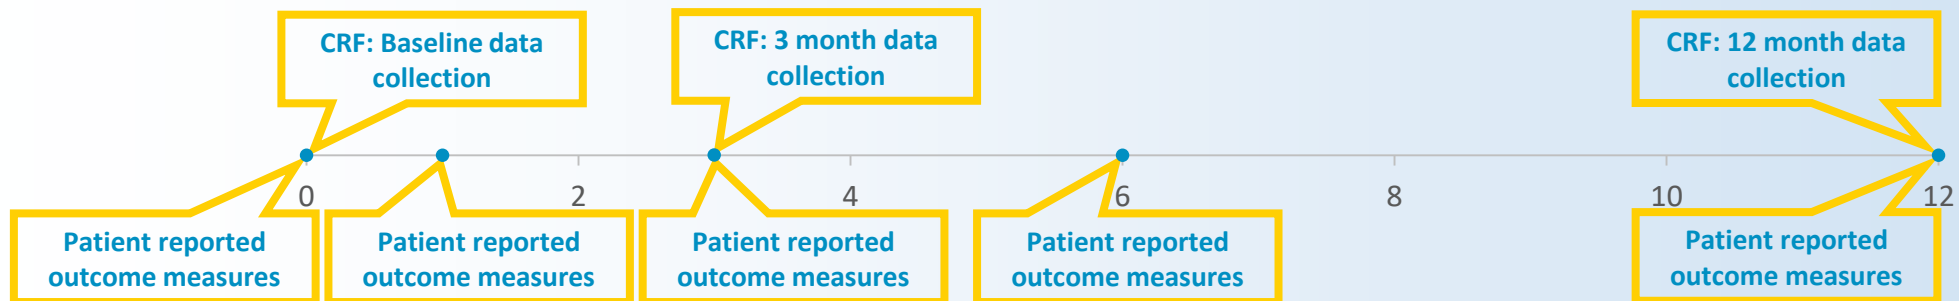 CRF: Baseline data
collection
CRF: 3 month data
collection
CRF: 12 month data
collection
0
2
4
6
8
10
12
Patient reported
outcome measures
Patient reported
outcome measures
Patient reported
outcome measures
Patient reported
outcome measures
Patient reported
outcome measures